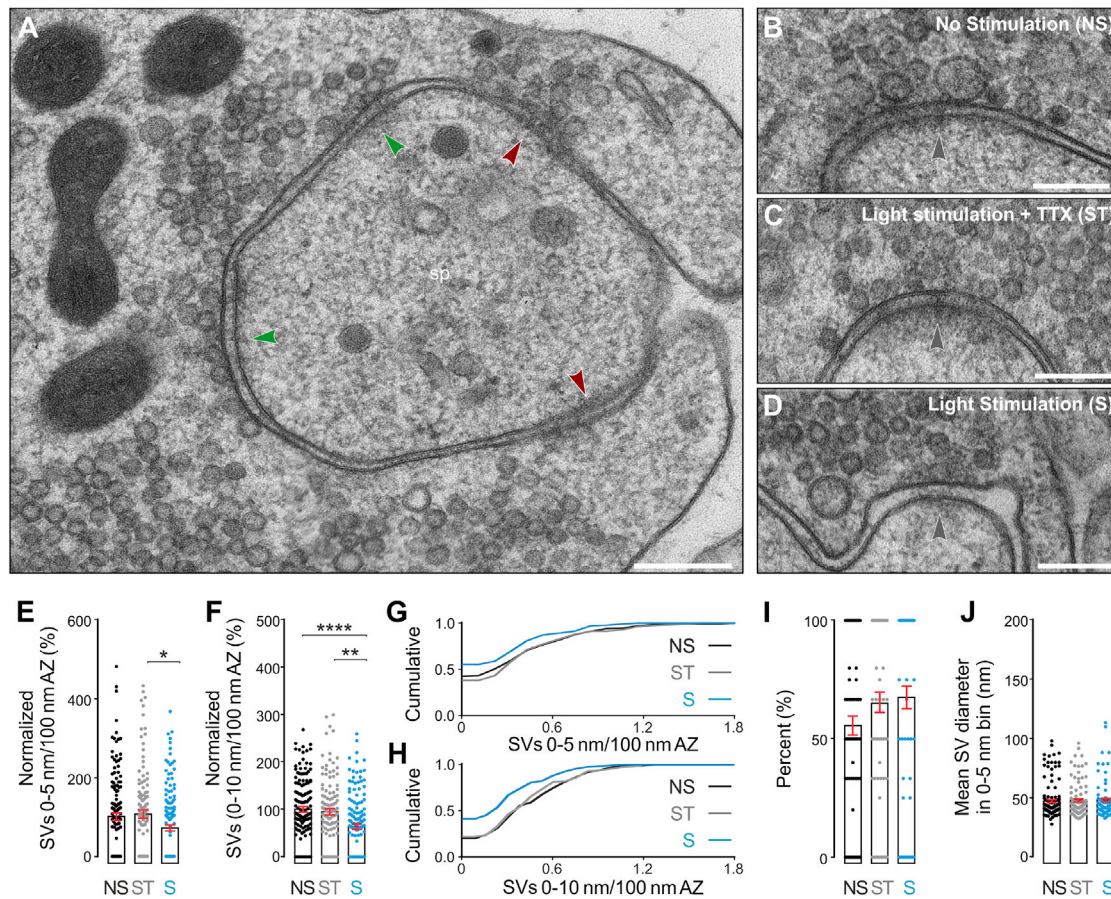 A
sp
B
No Stimulation (NS)
C
Light stimulation + TTX (ST)
D
Light Stimulation (S)
E
Normalized
SVs 0-5 nm/100 nm AZ (%)
600
400
200
0
*
NS ST S
F
Normalized
SVs (0-10 nm/100 nm AZ (%)
500
400
300
200
100
0
****
**
NS ST S
G
Cumulative
1.0
0.5
0.0
NS
ST
S
0 0.6 1.2 1.8
SVs 0-5 nm/100 nm AZ
H
Cumulative
1.0
0.5
0.0
NS
ST
S
0 0.6 1.2 1.8
SVs 0-10 nm/100 nm AZ
I
Percent (%)
100
50
0
NS ST S
J
Mean SV diameter
in 0-5 nm bin (nm)
200
150
100
50
0
NS ST S